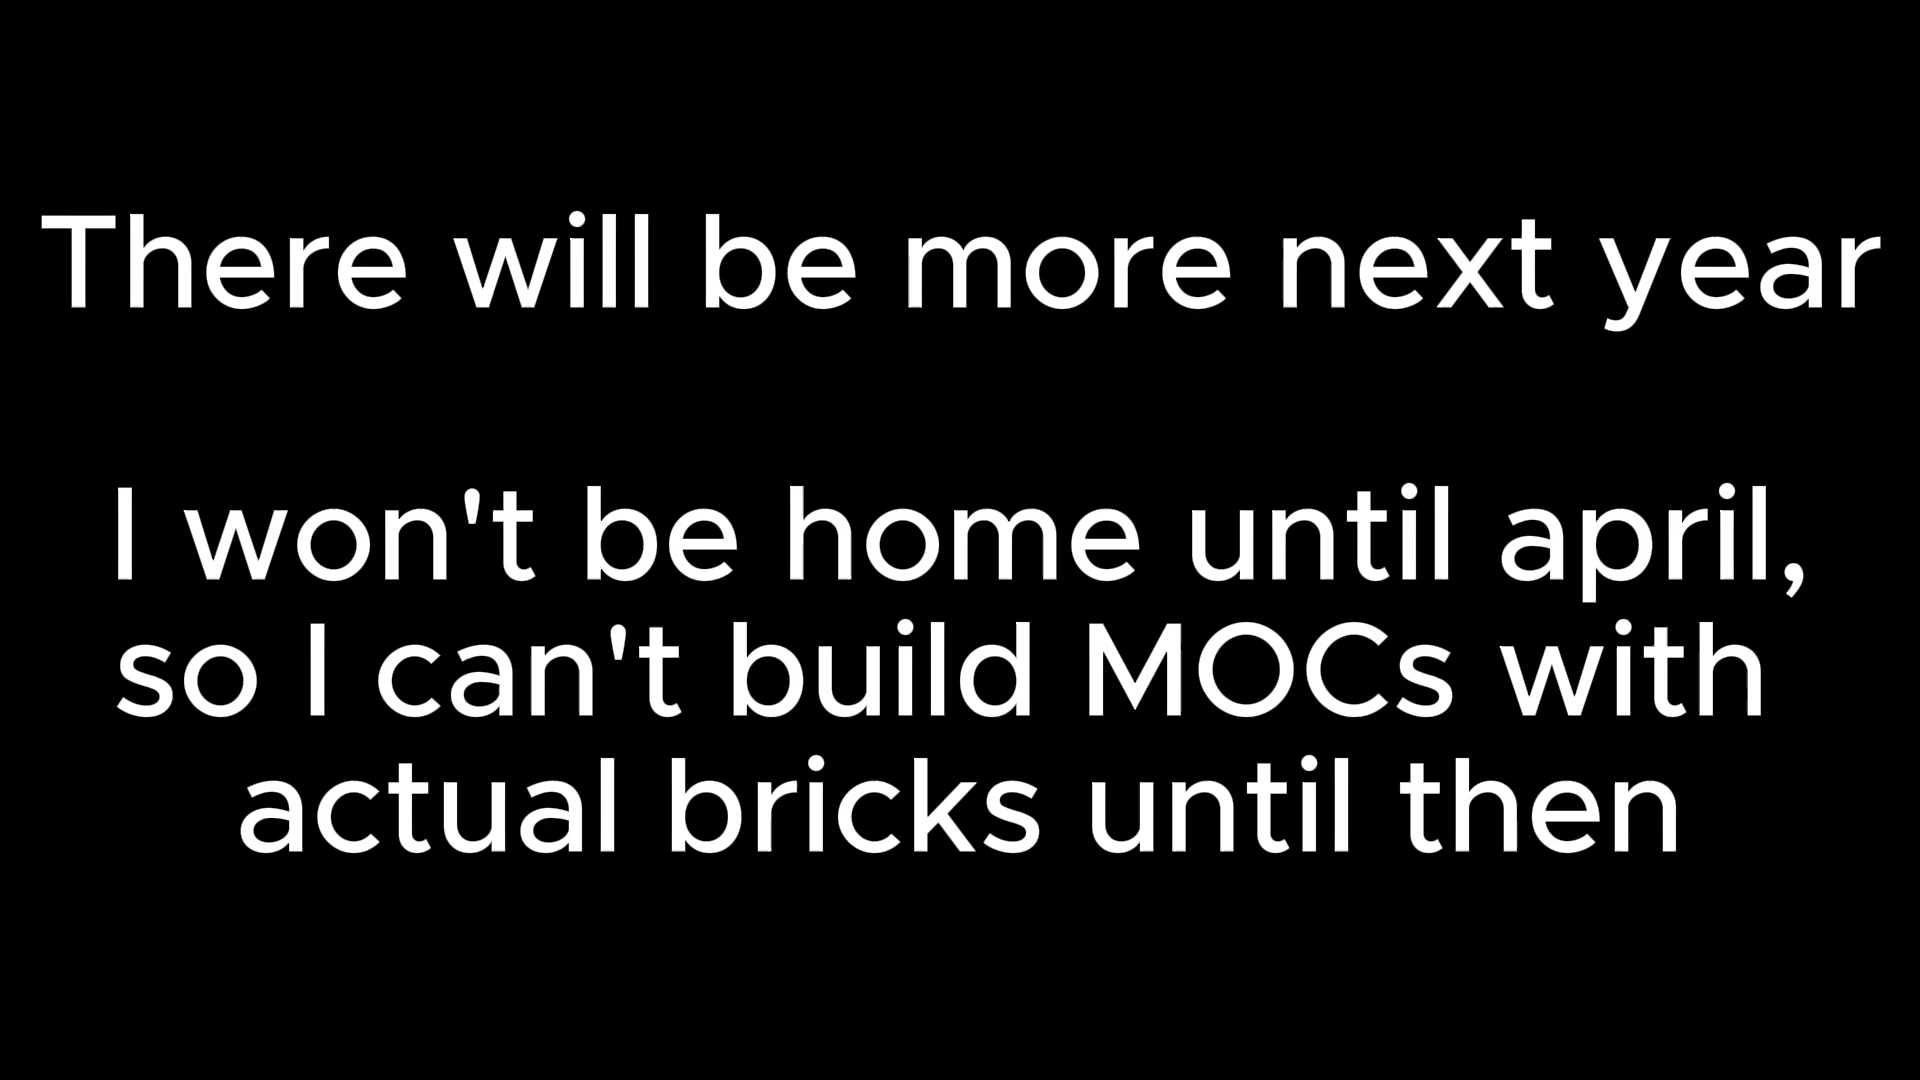 There will be more next year
I won't be home until april,
so I can't build MOCs with
actual bricks until then